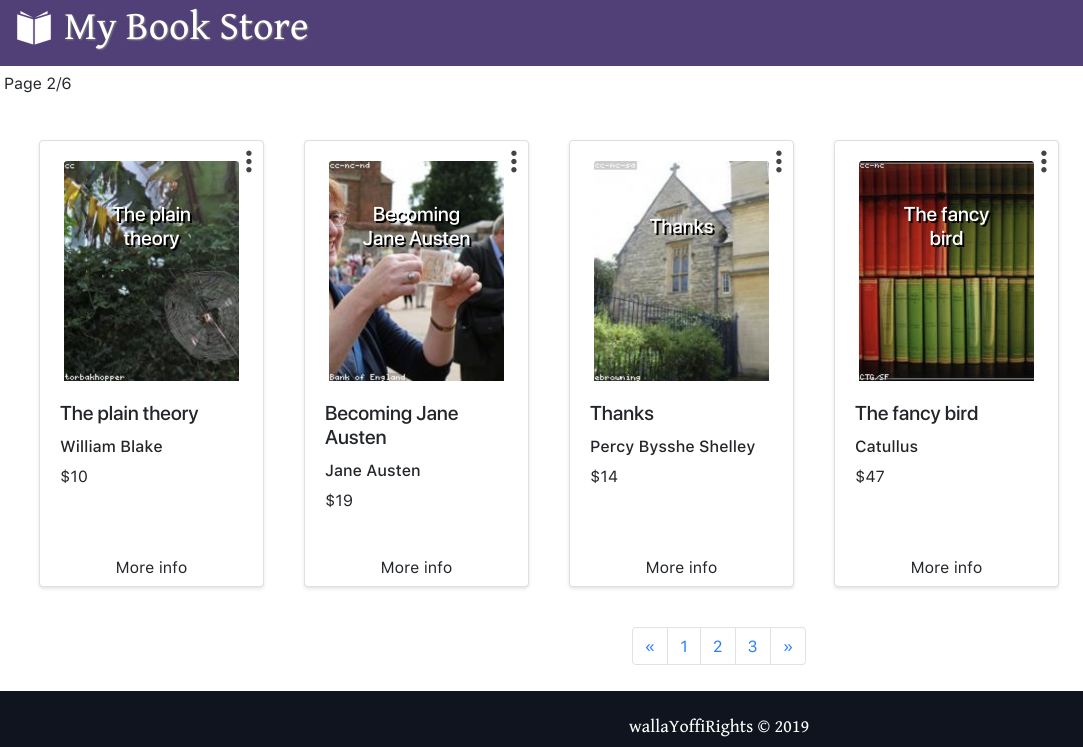 My Book Store
Page 2/6
cc
The plain
theory
torbakhopper
The plain theory
William Blake
$10
More info
cc-nc-nd
Becoming
Jane Austen
Bank of England
Becoming Jane
Austen
Jane Austen
$19
More info
cc-nc-sa
Thanks
ebrowning
Thanks
Percy Bysshe Shelley
$14
More info
cc-nc
The fancy
bird
CTG/SF
The fancy bird
Catullus
$47
More info
« 1 2 3 »
wallaYoffiRights © 2019